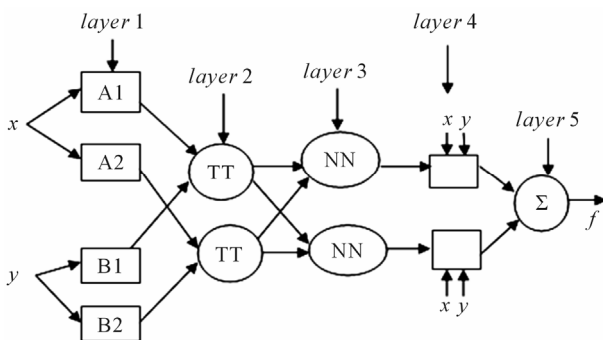 layer 1
layer 2
layer 3
layer 4
layer 5
x
A1
A2
y
B1
B2
TT
TT
NN
NN
x y
x y
Σ
f